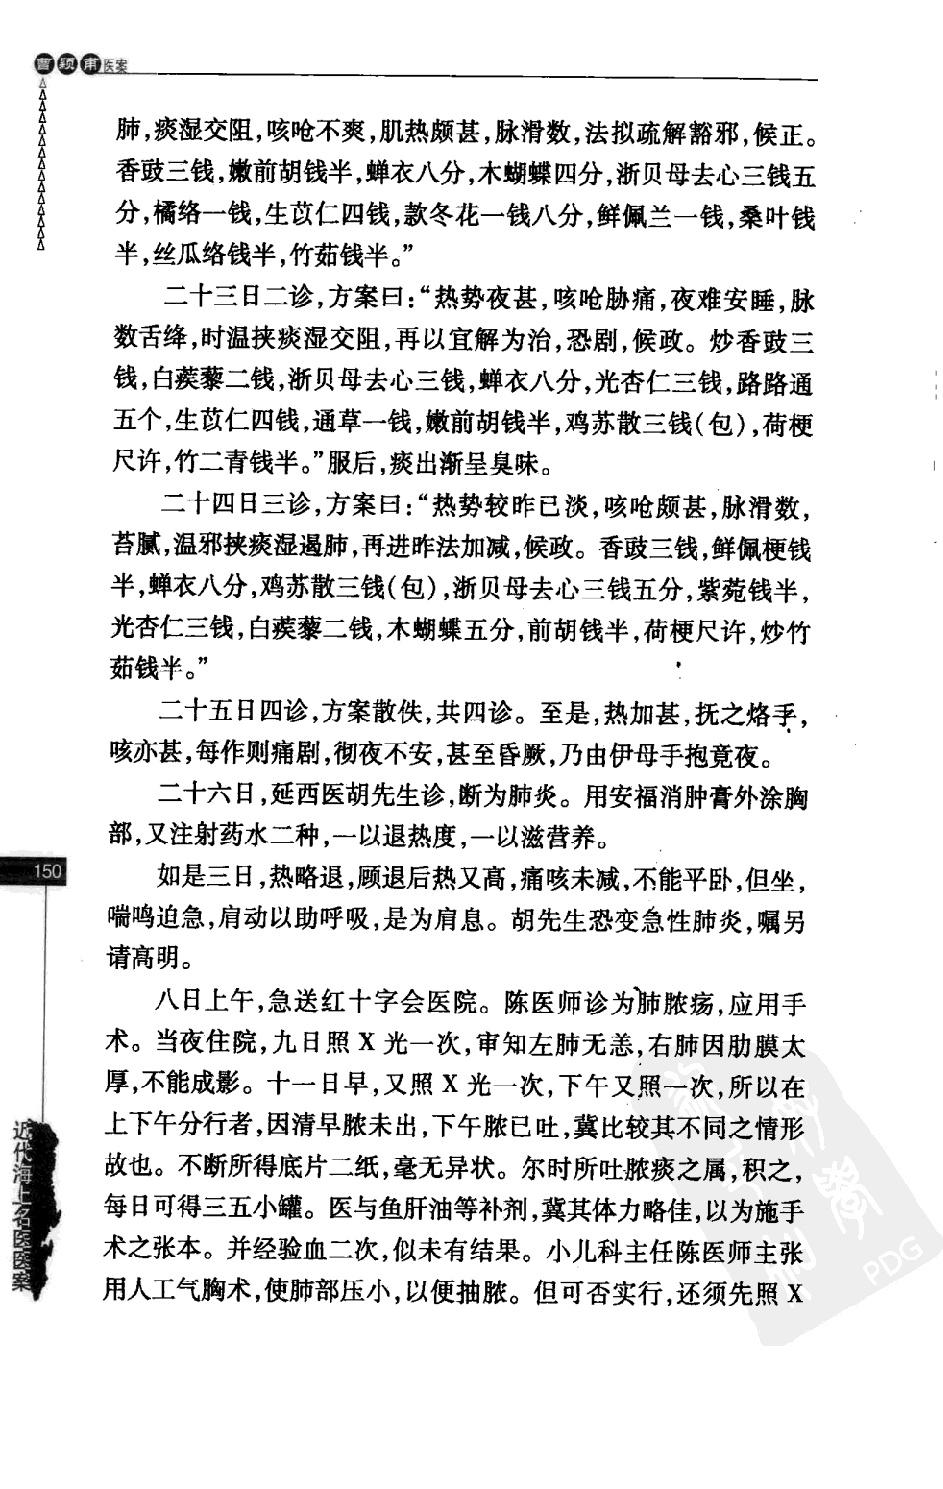 曹颖甫医案
肺,痰湿交阻,咳呛不爽,肌热颇甚,脉滑数,法拟疏解豁邪,候正。
香豉三钱,嫩前胡钱半,蝉衣八分,木蝴蝶四分,浙贝母去心三钱五
分,橘络一钱,生苡仁四钱,款冬花一钱八分,鲜佩兰一钱,桑叶钱
半,丝瓜络钱半,竹茹钱半。”
二十三日二诊,方案曰:“热势夜甚,咳呛胁痛,夜难安睡,脉
数舌绛,时温挟痰湿交阻,再以宣解为治,恐剧,候政。炒香豉三
钱,白蒺藜二钱,浙贝母去心三钱,蝉衣八分,光杏仁三钱,路路通
五个,生苡仁四钱,通草一钱,嫩前胡钱半,鸡苏散三钱(包),荷梗
尺许,竹二青钱半。”服后,痰出渐呈臭味。
二十四日三诊,方案曰:“热势较昨已淡,咳呛颇甚,脉滑数,
苔腻,温邪挟痰湿遏肺,再进昨法加减,候政。香豉三钱,鲜佩梗钱
半,蝉衣八分,鸡苏散三钱(包),浙贝母去心三钱五分,紫菀钱半,
光杏仁三钱,白蒺藜二钱,木蝴蝶五分,前胡钱半,荷梗尺许,炒竹
茹钱半。”
二十五日四诊,方案散佚,共四诊。至是,热加甚,抚之烙手,
咳亦甚,每作则痛剧,彻夜不安,甚至昏厥,乃由伊母手抱竟夜。
二十六日,延西医胡先生诊,断为肺炎。用安福消肿膏外涂胸
部,又注射药水二种,一以退热度,一以滋营养。
如是三日,热略退,顾退后热又高,痛咳未减,不能平卧,但坐,
喘鸣迫急,肩动以助呼吸,是为肩息。胡先生恐变急性肺炎,嘱另
请高明。
八日上午,急送红十字会医院。陈医师诊为肺脓疡,应用手
术。当夜住院,九日照 X 光一次,审知左肺无恙,右肺因肋膜太
厚,不能成影。十一日早,又照 X 光一次,下午又照一次,所以在
上下午分行者,因清早脓未出,下午脓已吐,冀比较其不同之情形
故也。不断所得底片二纸,毫无异状。尔时所吐脓痰之属,积之,
每日可得三五小罐。医与鱼肝油等补剂,冀其体力略佳,以为施手
术之张本。并经验血二次,似未有结果。小儿科主任陈医师主张
用人工气胸术,使肺部压小,以便抽脓。但可否实行,还须先照 X
150
近代海上名医医案
PDG